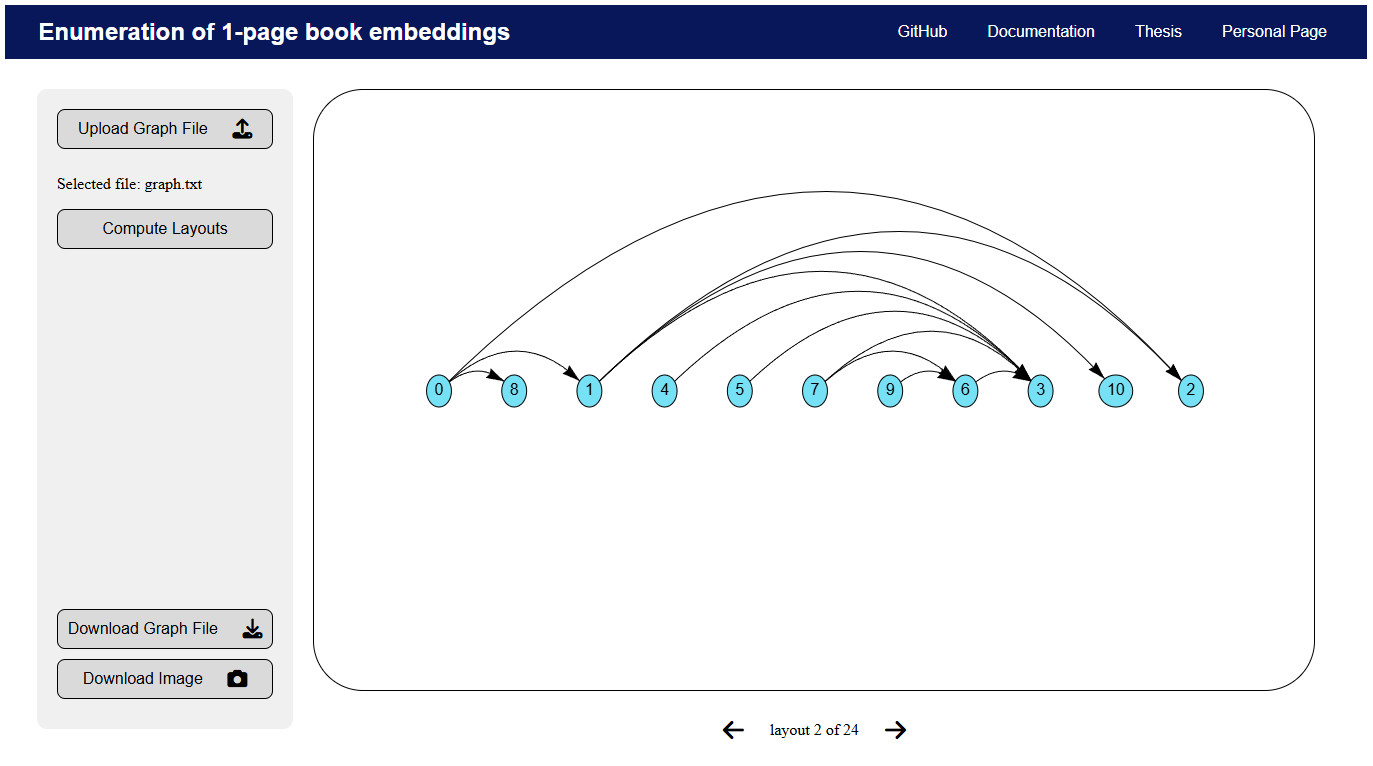 Enumeration of 1-page book embeddings
GitHub Documentation Thesis Personal Page
Upload Graph File
Selected file: graph.txt
Compute Layouts
0 8 1 4 5 7 9 6 3 10 2
Download Graph File
Download Image
layout 2 of 24